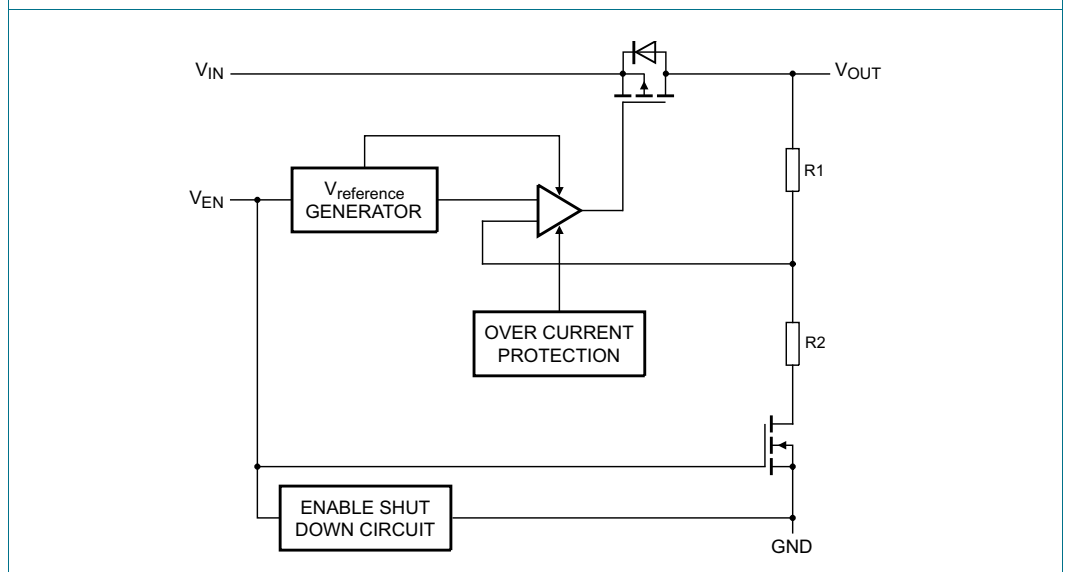 VIN
VOUT
R1
VEN
Vreference
GENERATOR
OVER CURRENT
PROTECTION
R2
ENABLE SHUT
DOWN CIRCUIT
GND